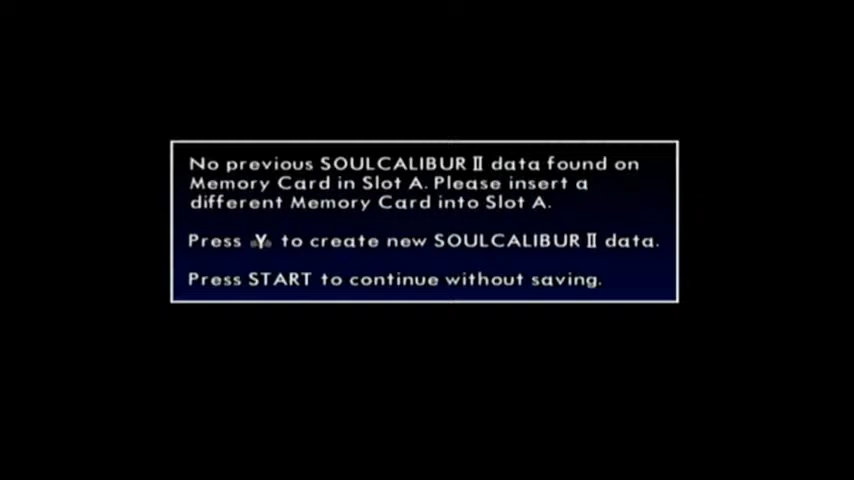 No previous SOULCALIBUR II data found on
Memory Card in Slot A. Please insert a
different Memory Card into Slot A.
Press Y to create new SOULCALIBUR II data.
Press START to continue without saving.